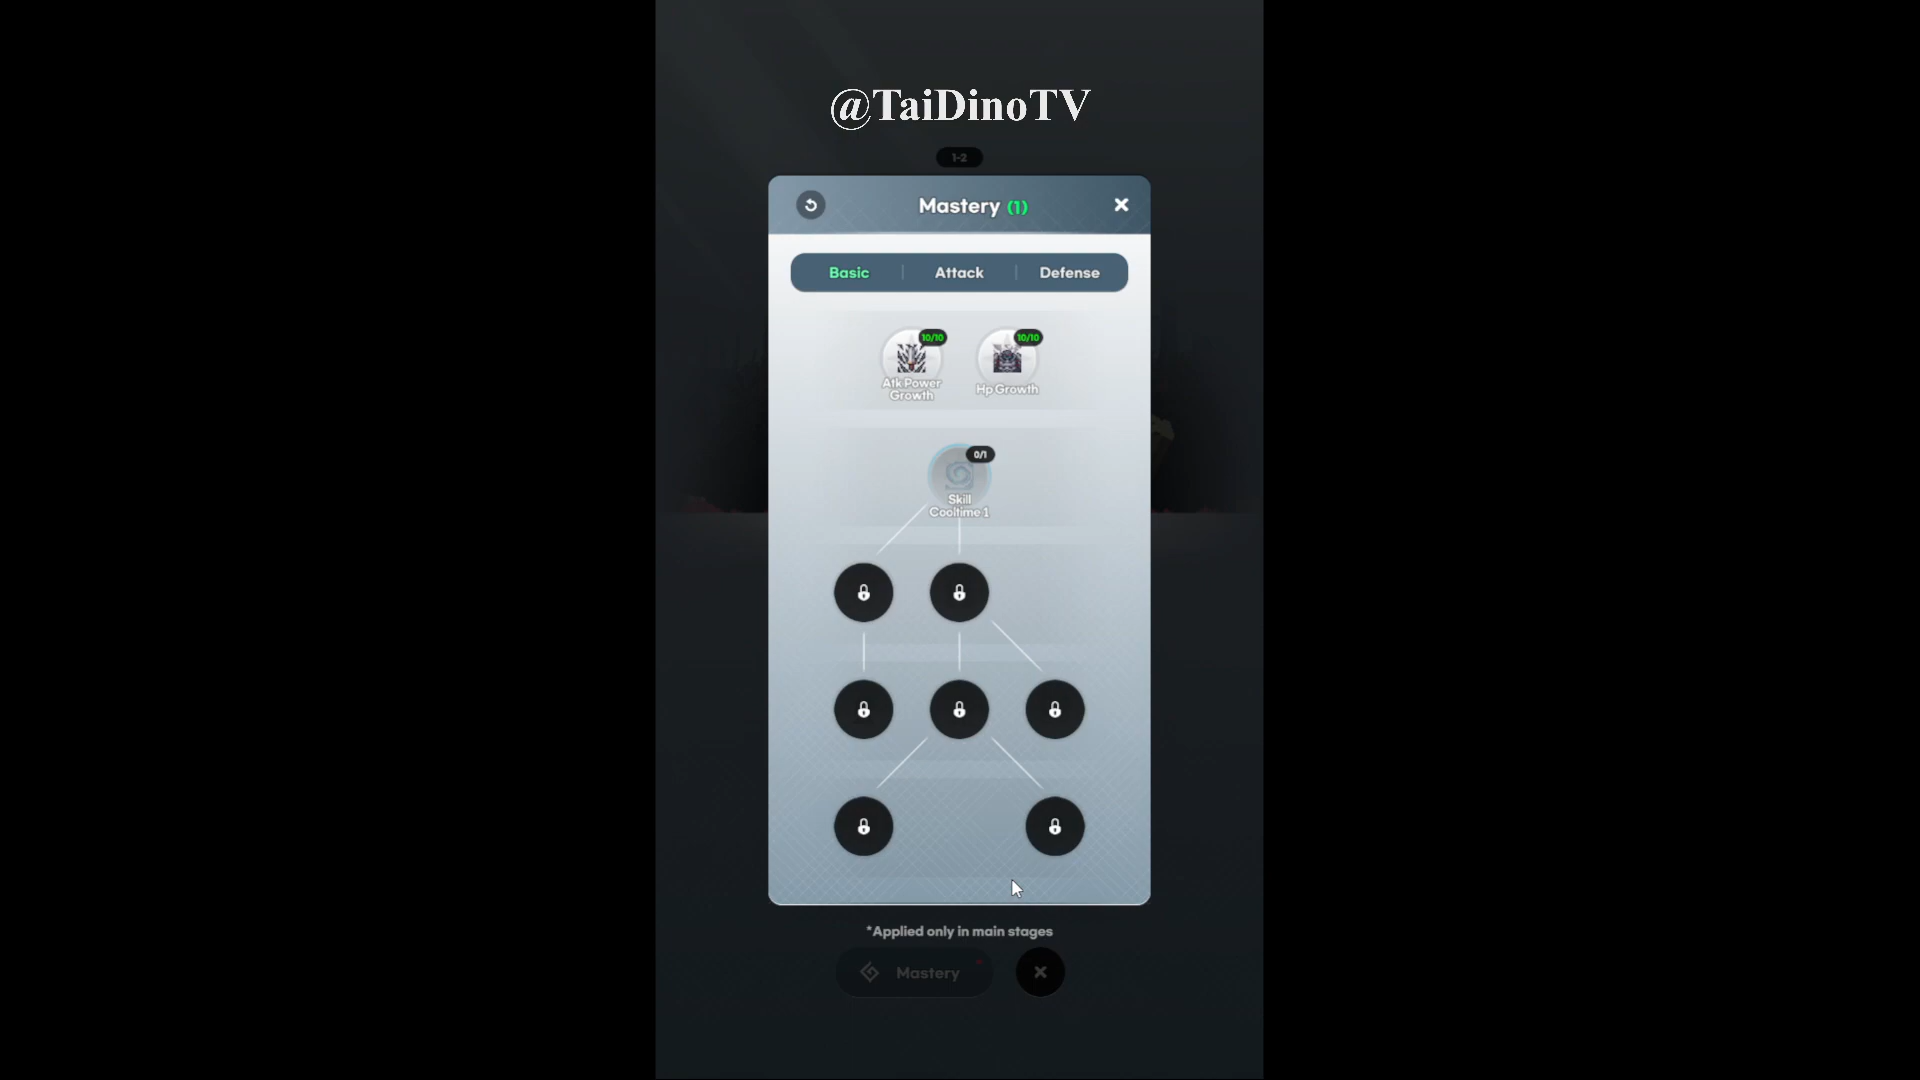 @TaiDinoTV
1-2
Mastery (1)
Basic
Attack
Defense
10/10
10/10
Atk Power
Growth
Hp Growth
0/1
Skill
Cooltime 1
*Applied only in main stages
Mastery